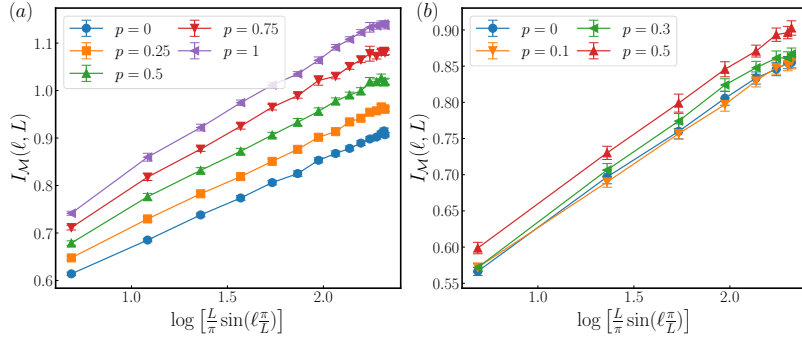 (a)
p = 0
p = 0.25
p = 0.5
p = 0.75
p = 1
I_M(ℓ, L)
1.1
1.0
0.9
0.8
0.7
0.6
1.0 1.5 2.0
log [L/π sin(ℓ π/L)]
(b)
p = 0
p = 0.1
p = 0.3
p = 0.5
I_M(ℓ, L)
0.90
0.85
0.80
0.75
0.70
0.65
0.60
0.55
1.0 1.5 2.0
log [L/π sin(ℓ π/L)]